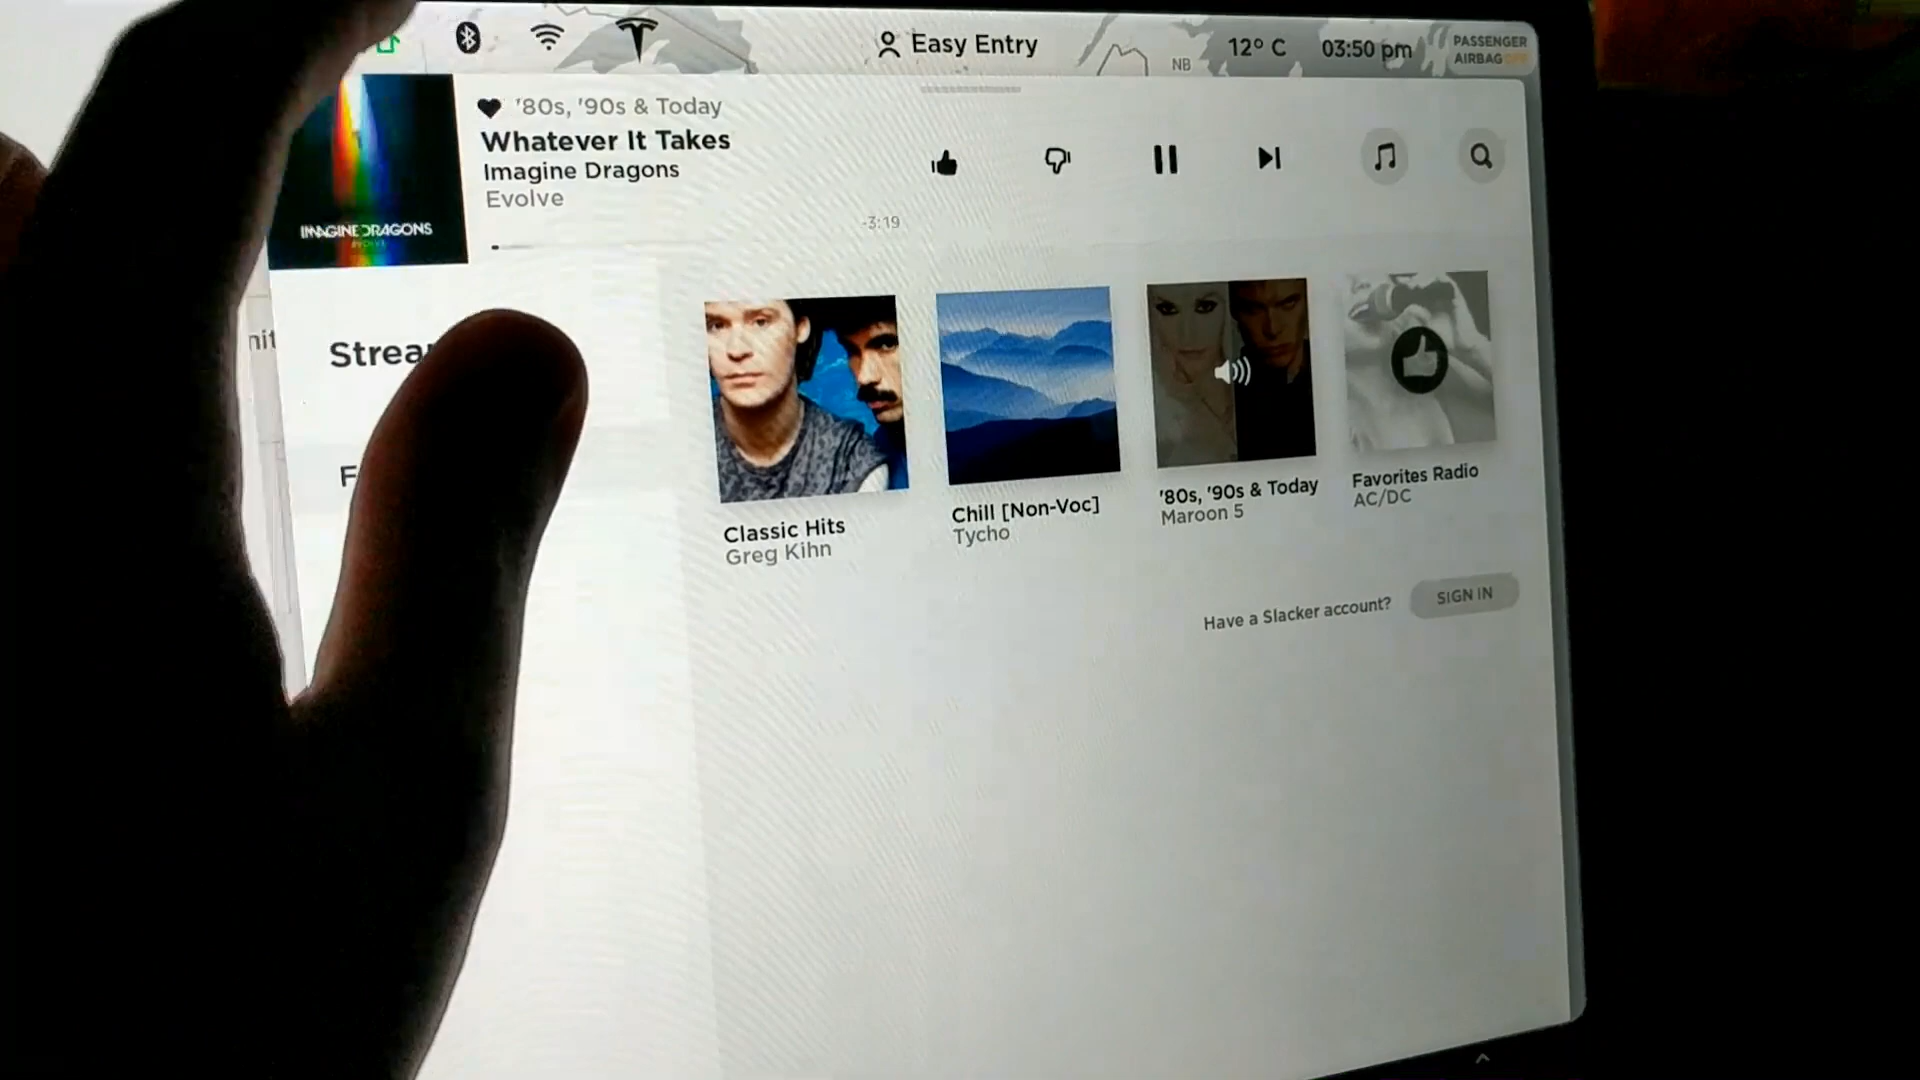 Easy Entry
NB
12° C
03:50 pm
PASSENGER
AIRBAG OFF
'80s, '90s & Today
Whatever It Takes
Imagine Dragons
Evolve
-3:19
IMAGINE DRAGONS
EVOLVE
Classic Hits
Greg Kihn
Chill [Non-Voc]
Tycho
'80s, '90s & Today
Maroon 5
Favorites Radio
AC/DC
Have a Slacker account?
SIGN IN